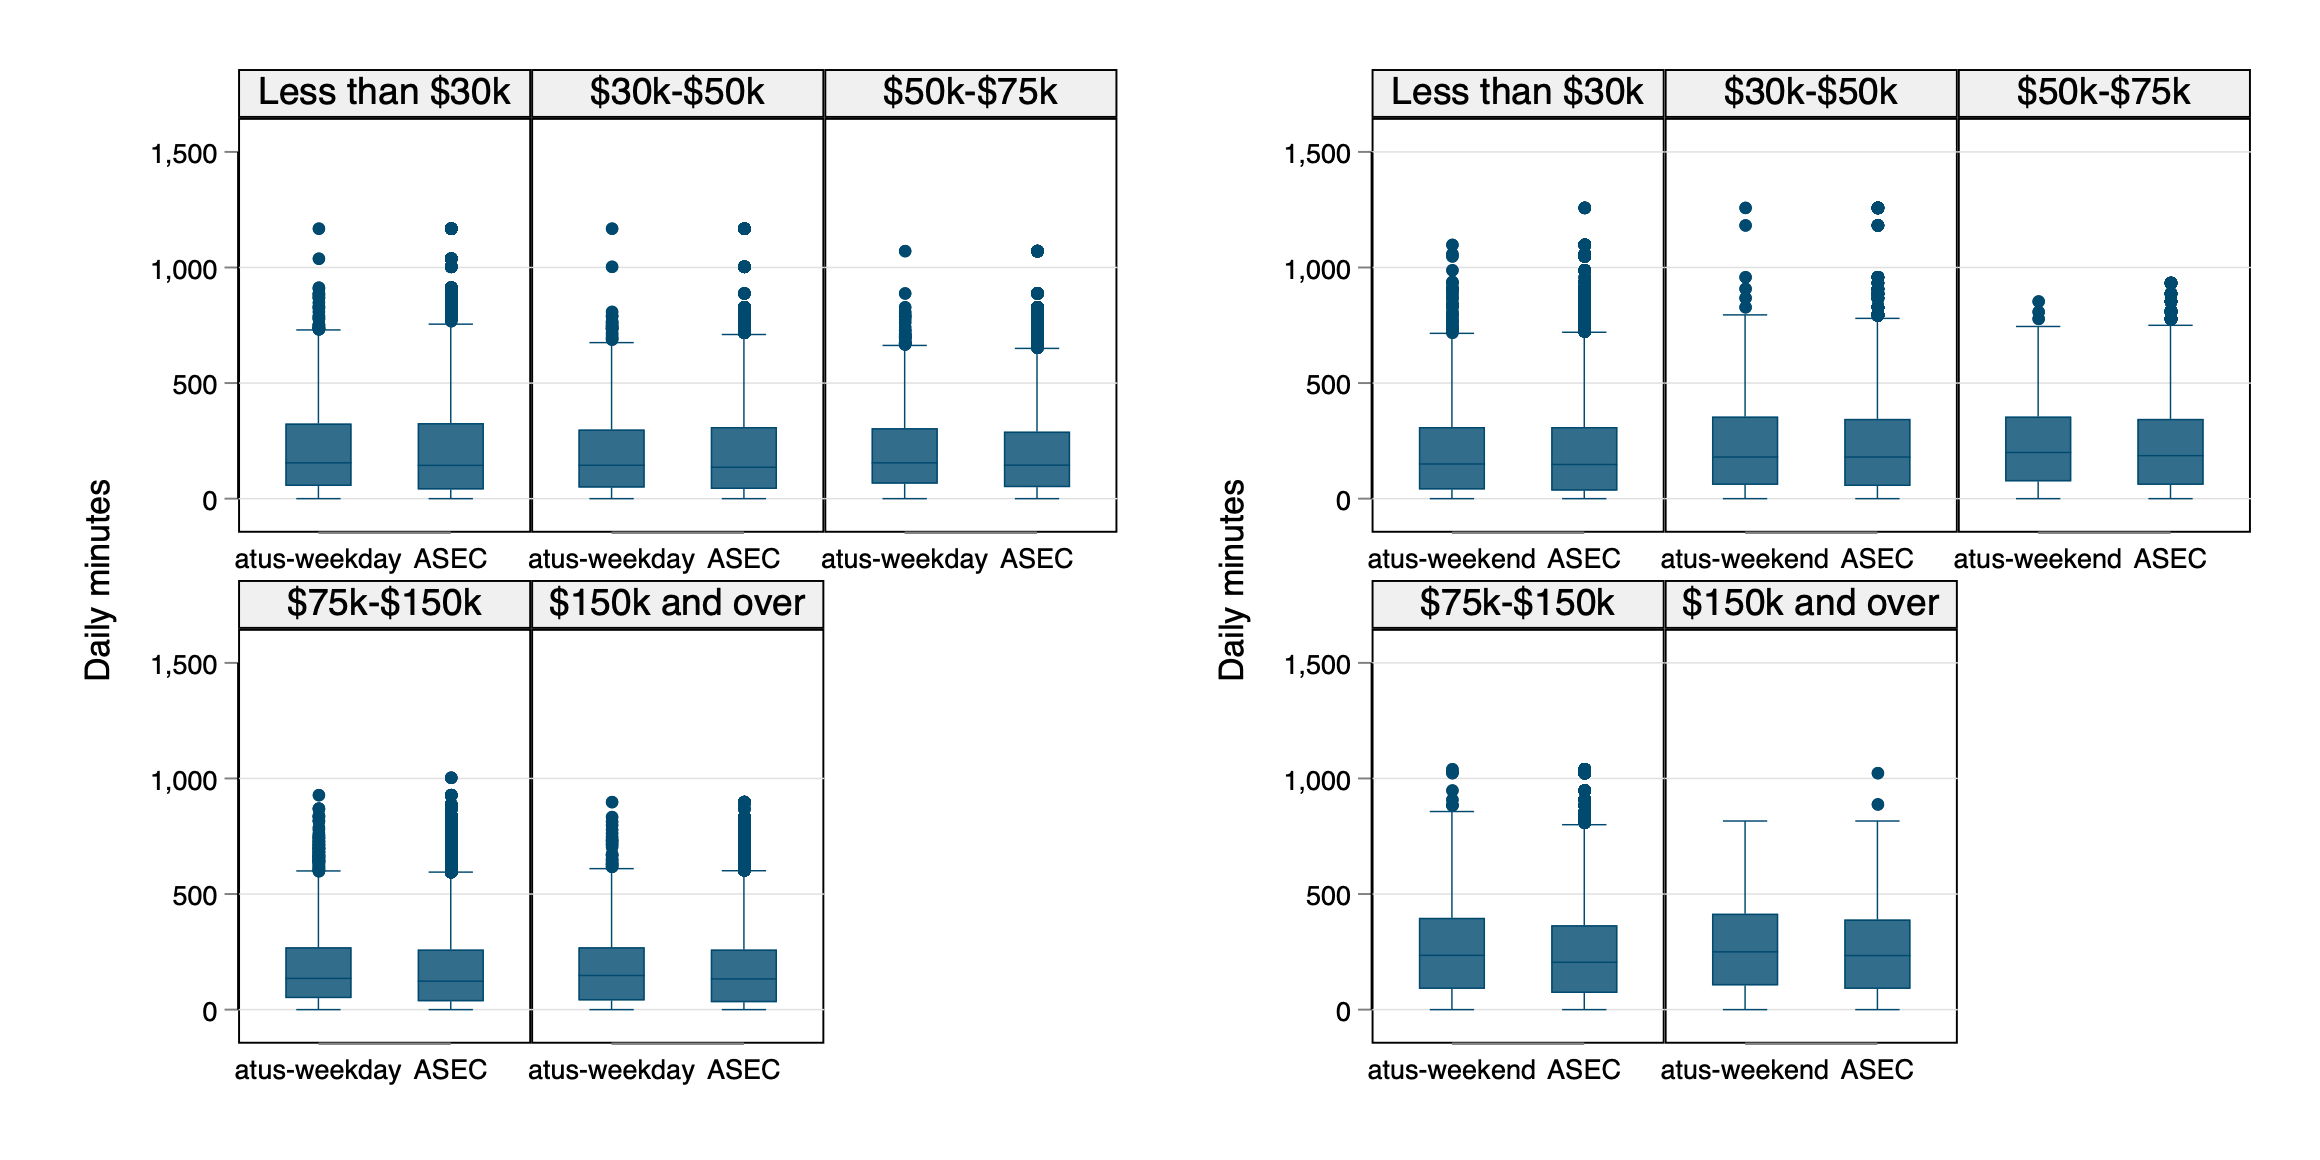 Less than $30k $30k-$50k $50k-$75k
1,500
1,000
500
0
atus-weekday ASEC atus-weekday ASEC atus-weekday ASEC
Daily minutes
$75k-$150k $150k and over
1,500
1,000
500
0
atus-weekday ASEC atus-weekday ASEC
Less than $30k $30k-$50k $50k-$75k
1,500
1,000
500
0
atus-weekend ASEC atus-weekend ASEC atus-weekend ASEC
Daily minutes
$75k-$150k $150k and over
1,500
1,000
500
0
atus-weekend ASEC atus-weekend ASEC